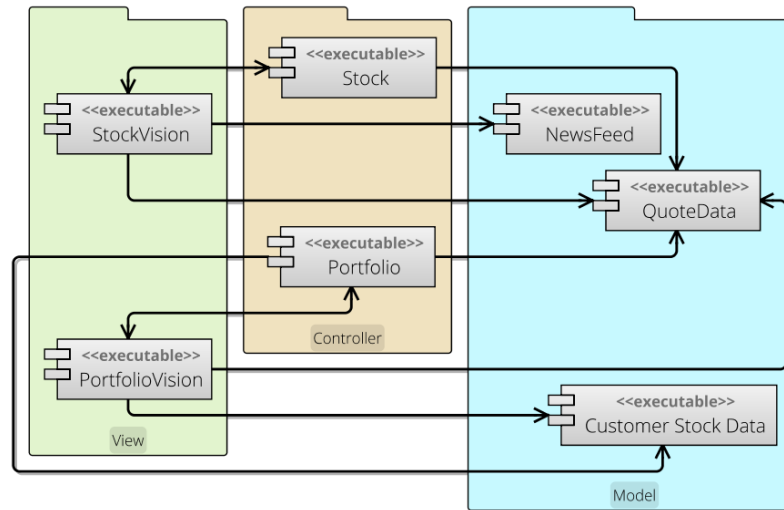 <<executable>>
Stock
<<executable>>
StockVision
<<executable>>
NewsFeed
<<executable>>
QuoteData
<<executable>>
Portfolio
Controller
<<executable>>
PortfolioVision
<<executable>>
Customer Stock Data
View
Model